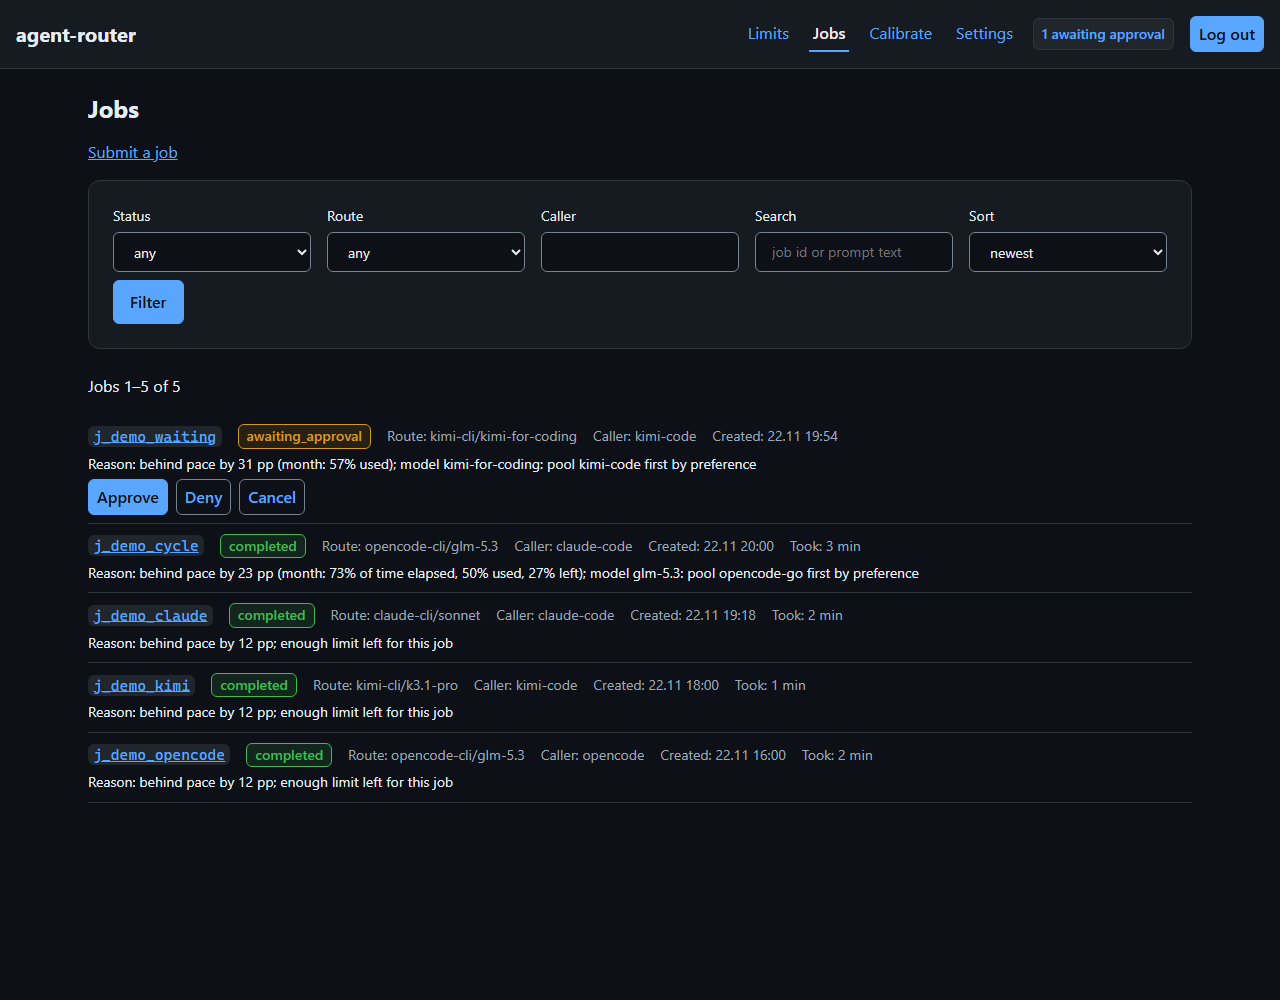 agent-router
Limits Jobs Calibrate Settings 1 awaiting approval Log out
Jobs
Submit a job
Status Route Caller Search Sort
any any job id or prompt text newest
Filter
Jobs 1–5 of 5
j_demo_waiting awaiting_approval Route: kimi-cli/kimi-for-coding Caller: kimi-code Created: 22.11 19:54
Reason: behind pace by 31 pp (month: 57% used); model kimi-for-coding: pool kimi-code first by preference
Approve Deny Cancel
j_demo_cycle completed Route: opencode-cli/glm-5.3 Caller: claude-code Created: 22.11 20:00 Took: 3 min
Reason: behind pace by 23 pp (month: 73% of time elapsed, 50% used, 27% left); model glm-5.3: pool opencode-go first by preference
j_demo_claude completed Route: claude-cli/sonnet Caller: claude-code Created: 22.11 19:18 Took: 2 min
Reason: behind pace by 12 pp; enough limit left for this job
j_demo_kimi completed Route: kimi-cli/k3.1-pro Caller: kimi-code Created: 22.11 18:00 Took: 1 min
Reason: behind pace by 12 pp; enough limit left for this job
j_demo_opencode completed Route: opencode-cli/glm-5.3 Caller: opencode Created: 22.11 16:00 Took: 2 min
Reason: behind pace by 12 pp; enough limit left for this job